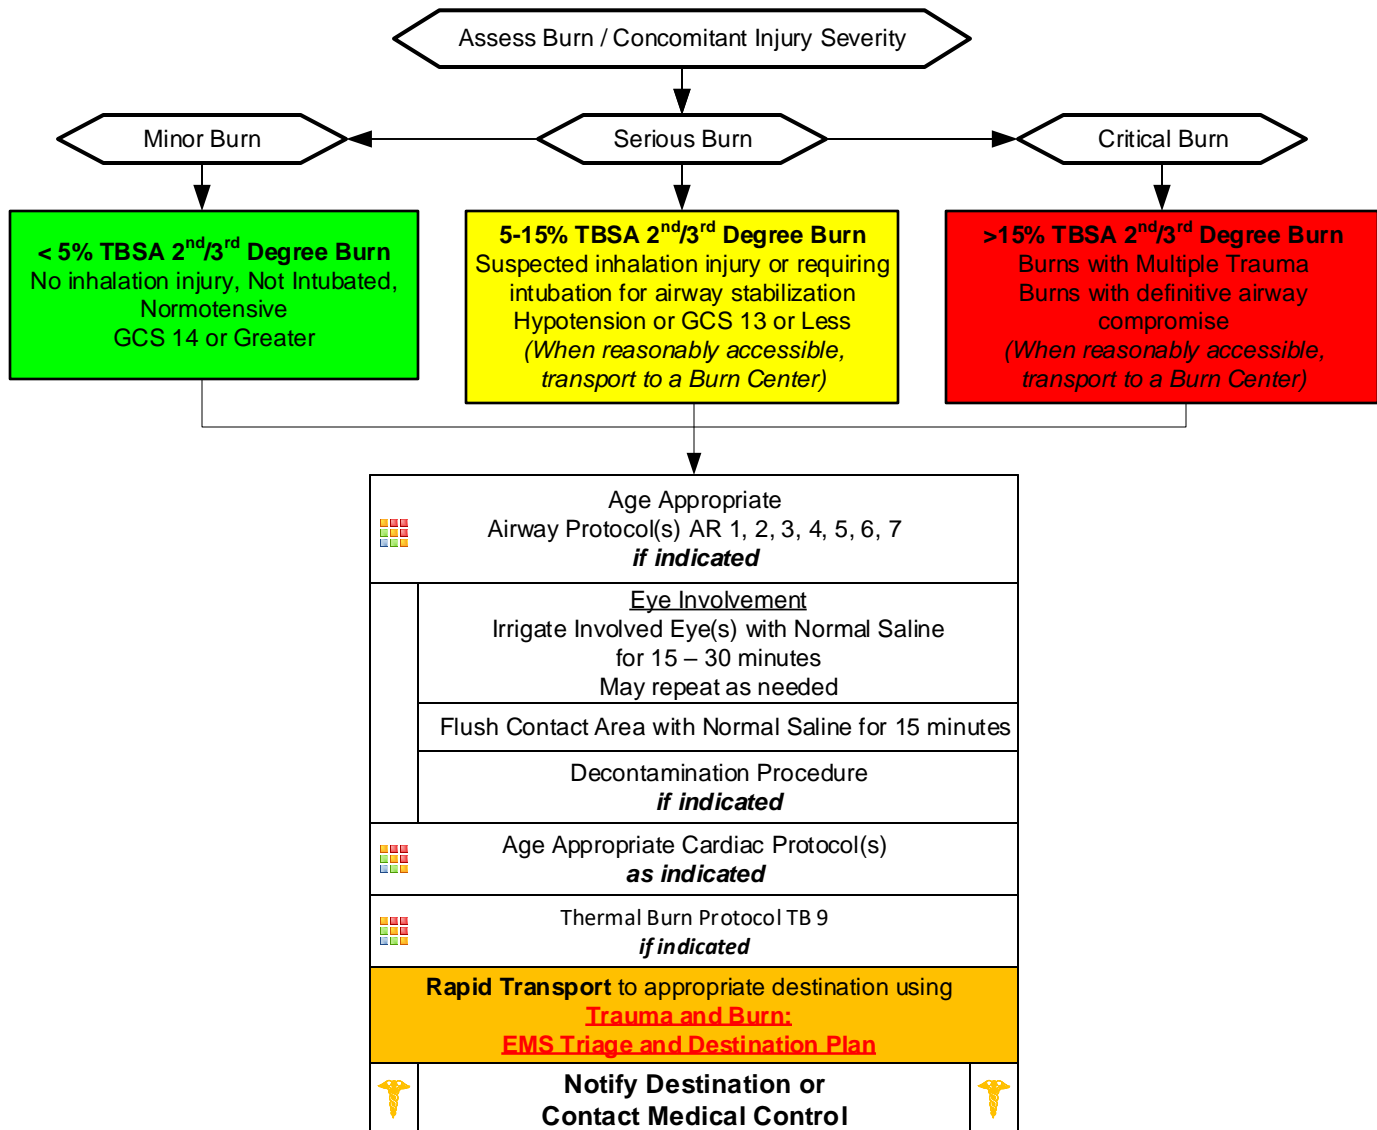 Assess Burn / Concomitant Injury Severity
Minor Burn
Serious Burn
Critical Burn
< 5% TBSA 2nd/3rd Degree Burn
No inhalation injury, Not Intubated,
Normotensive
GCS 14 or Greater
5-15% TBSA 2nd/3rd Degree Burn
Suspected inhalation injury or requiring
intubation for airway stabilization
Hypotension or GCS 13 or Less
(When reasonably accessible,
transport to a Burn Center)
>15% TBSA 2nd/3rd Degree Burn
Burns with Multiple Trauma
Burns with definitive airway
compromise
(When reasonably accessible,
transport to a Burn Center)
Age Appropriate
Airway Protocol(s) AR 1, 2, 3, 4, 5, 6, 7
if indicated
Eye Involvement
Irrigate Involved Eye(s) with Normal Saline
for 15 – 30 minutes
May repeat as needed
Flush Contact Area with Normal Saline for 15 minutes
Decontamination Procedure
if indicated
Age Appropriate Cardiac Protocol(s)
as indicated
Thermal Burn Protocol TB 9
if indicated
Rapid Transport to appropriate destination using
Trauma and Burn:
EMS Triage and Destination Plan
Notify Destination or
Contact Medical Control